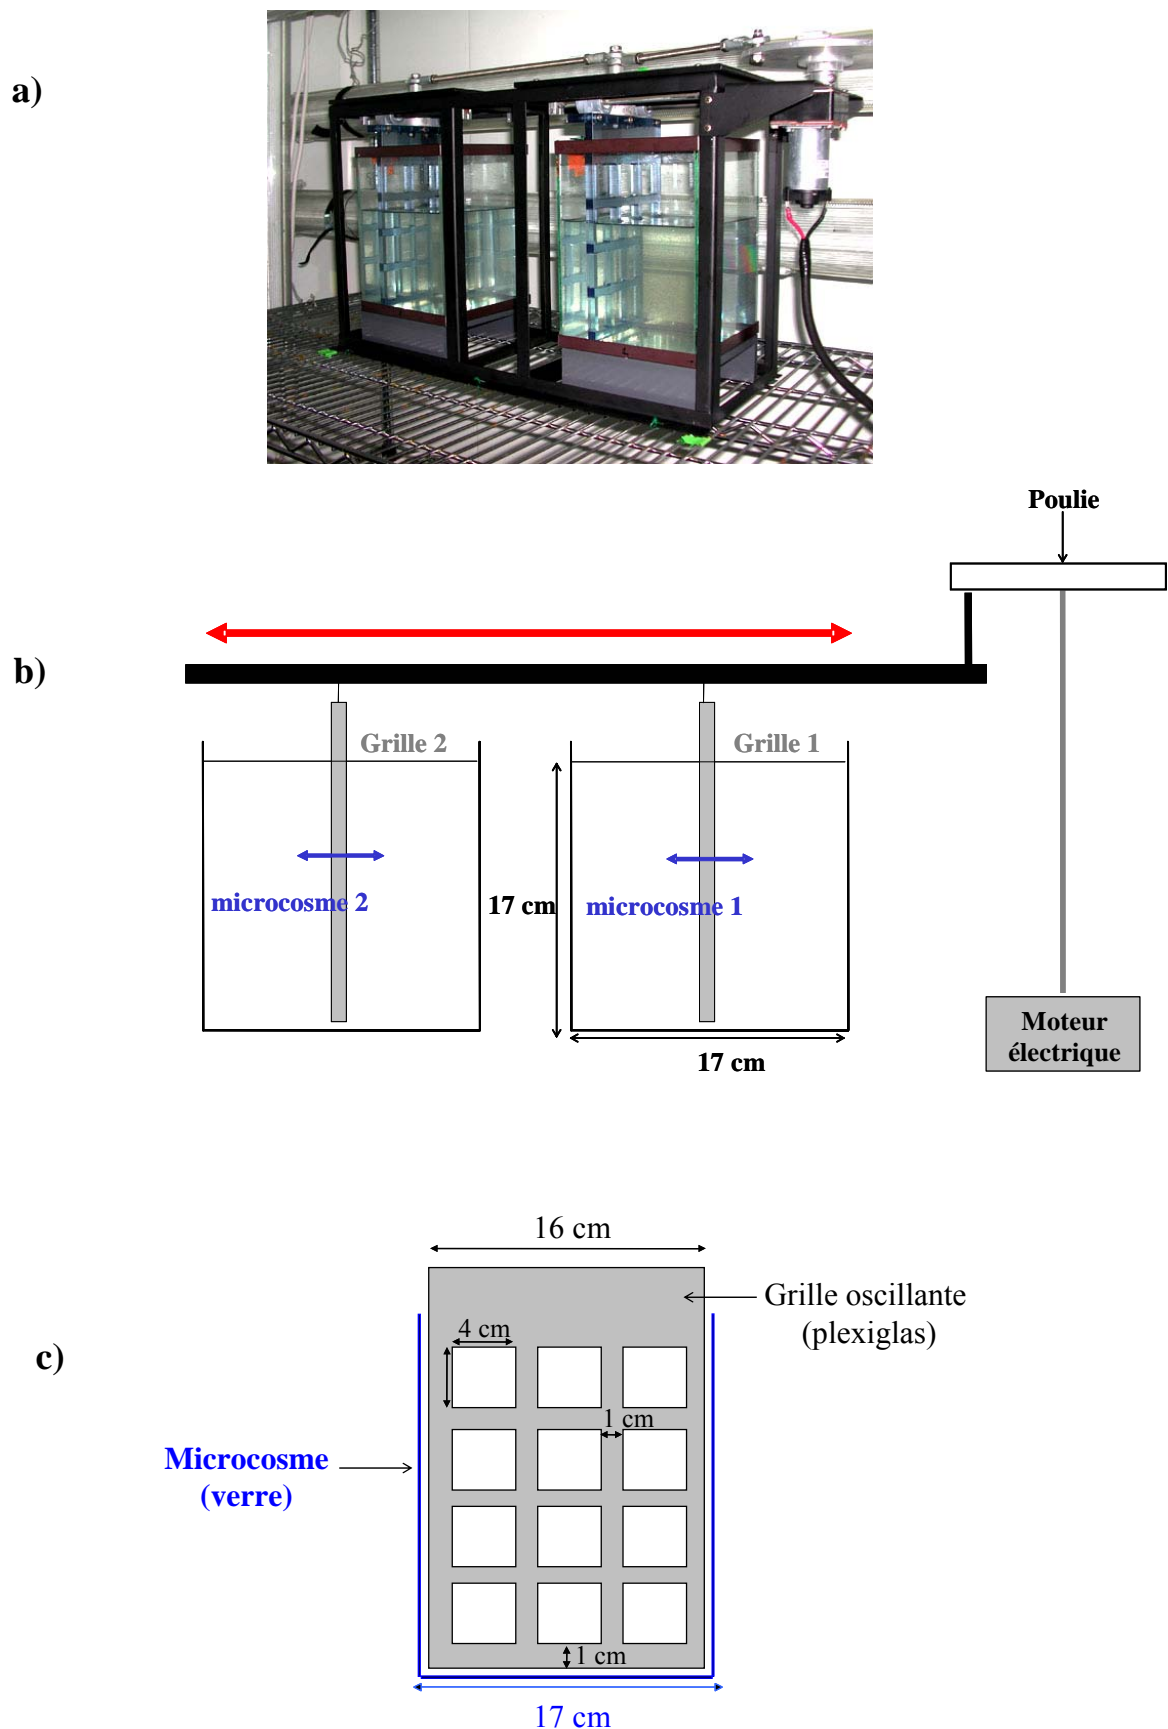 a)
Poulie
b)
Grille 2
Grille 1
microcosme 2
17 cm
microcosme 1
17 cm
Moteur
électrique
16 cm
Grille oscillante
(plexiglas)
4 cm
c)
1 cm
Microcosme
(verre)
1 cm
17 cm